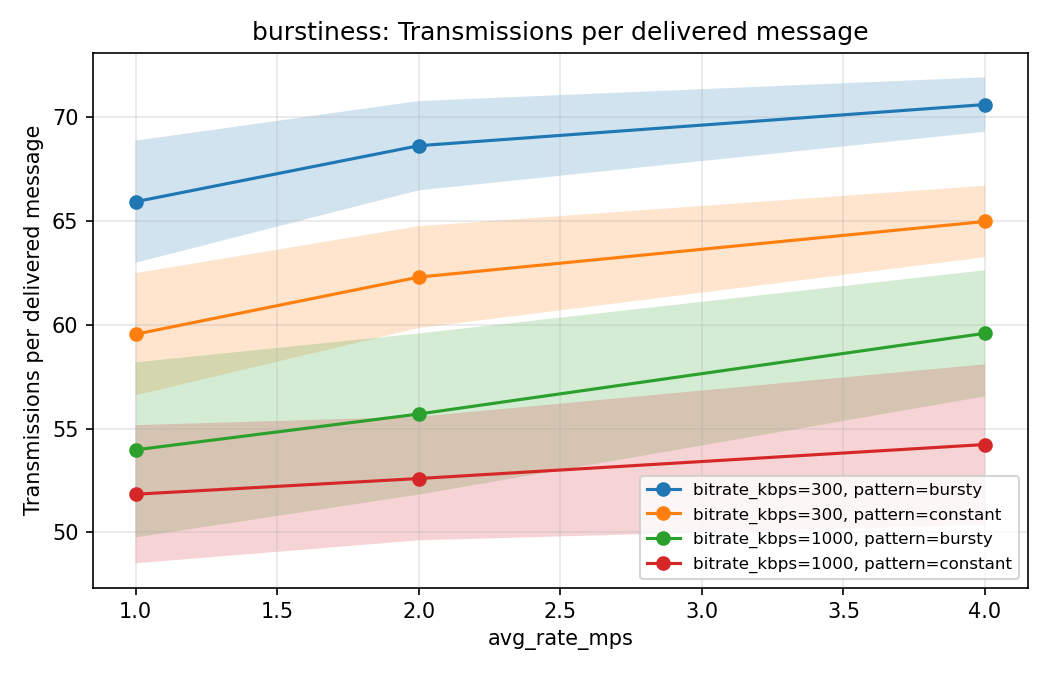 burstiness: Transmissions per delivered message
Transmissions per delivered message
70
65
60
55
50
1.0 1.5 2.0 2.5 3.0 3.5 4.0
avg_rate_mps
bitrate_kbps=300, pattern=bursty
bitrate_kbps=300, pattern=constant
bitrate_kbps=1000, pattern=bursty
bitrate_kbps=1000, pattern=constant